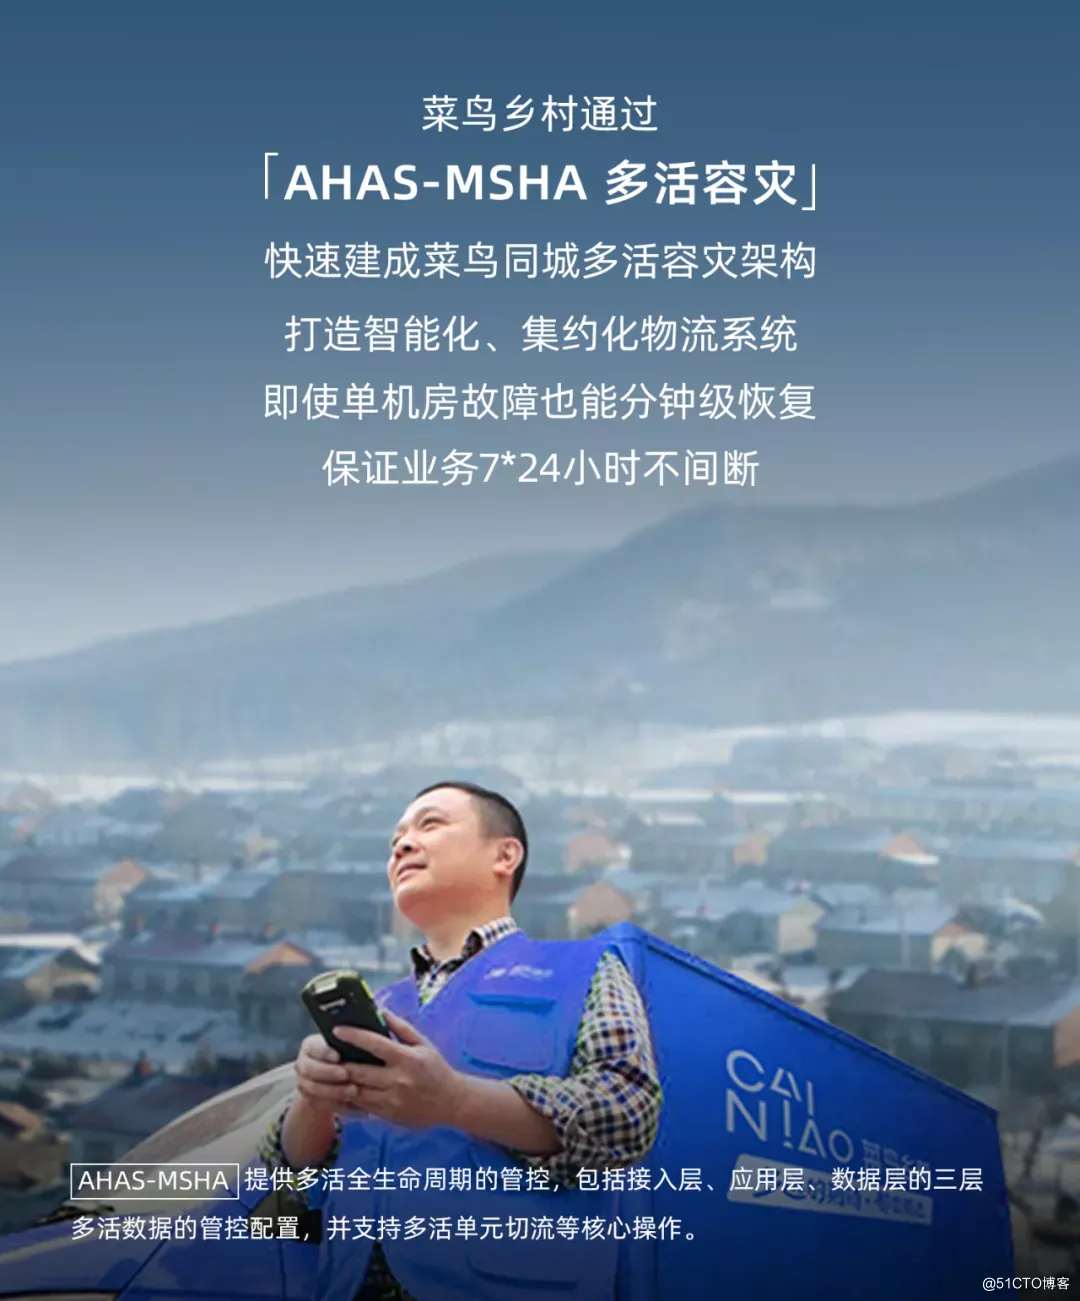 菜鸟乡村通过
「AHAS-MSHA 多活容灾」
快速建成菜鸟同城多活容灾架构
打造智能化、集约化物流系统
即使单机房故障也能分钟级恢复
保证业务7*24小时不间断
CAI
NIAO
AHAS-MSHA 提供多活全生命周期的管控，包括接入层、应用层、数据层的三层
多活数据的管控配置，并支持多活单元切流等核心操作。
@51CTO博客